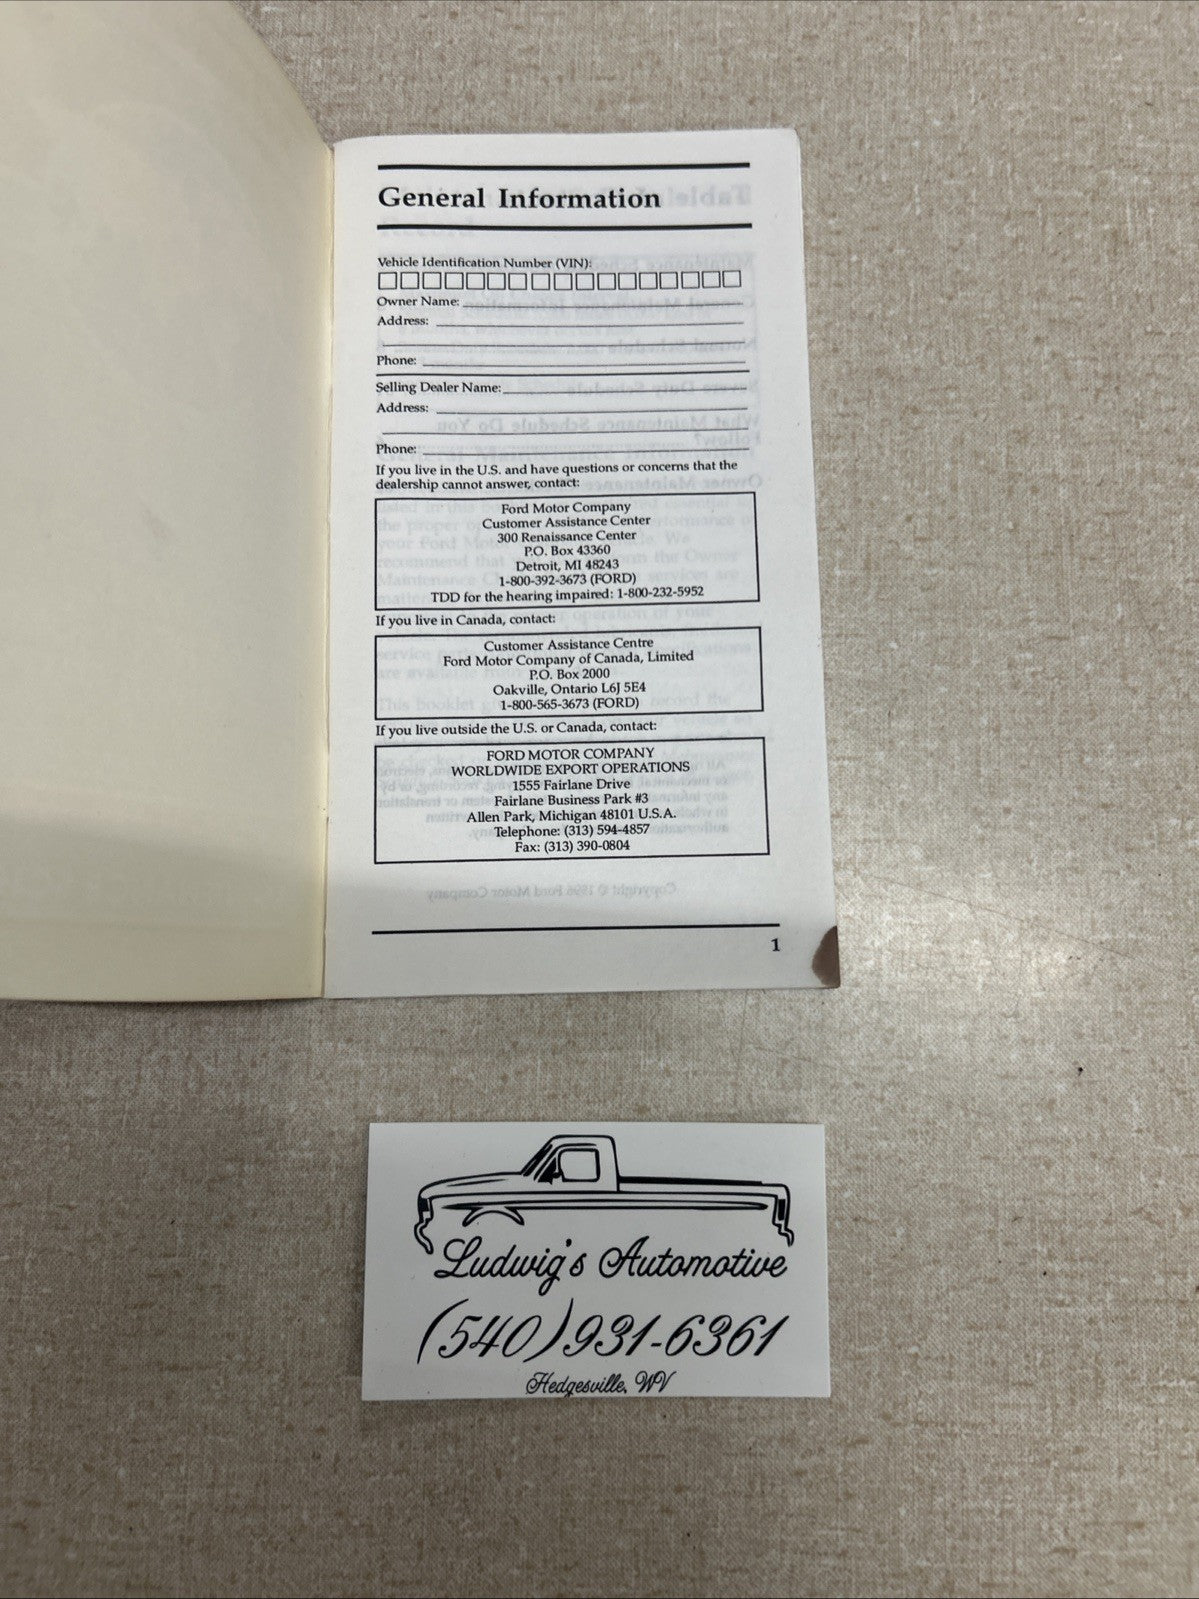 General Information
Vehicle Identification Number (VIN):
Owner Name:
Address:
Phone:
Selling Dealer Name:
Address:
Phone:
If you live in the U.S. and have questions or concerns that the
dealership cannot answer, contact:
Ford Motor Company
Customer Assistance Center
300 Renaissance Center
P.O. Box 43360
Detroit, MI 48243
1-800-392-3673 (FORD)
TDD for the hearing impaired: 1-800-232-5952
If you live in Canada, contact:
Customer Assistance Centre
Ford Motor Company of Canada, Limited
P.O. Box 2000
Oakville, Ontario L6J 5E4
1-800-565-3673 (FORD)
If you live outside the U.S. or Canada, contact:
FORD MOTOR COMPANY
WORLDWIDE EXPORT OPERATIONS
1555 Fairlane Drive
Fairlane Business Park #3
Allen Park, Michigan 48101 U.S.A.
Telephone: (313) 594-4857
Fax: (313) 390-0804
1
Ludwig's Automotive
(540)931-6361
Hedgesville, WV